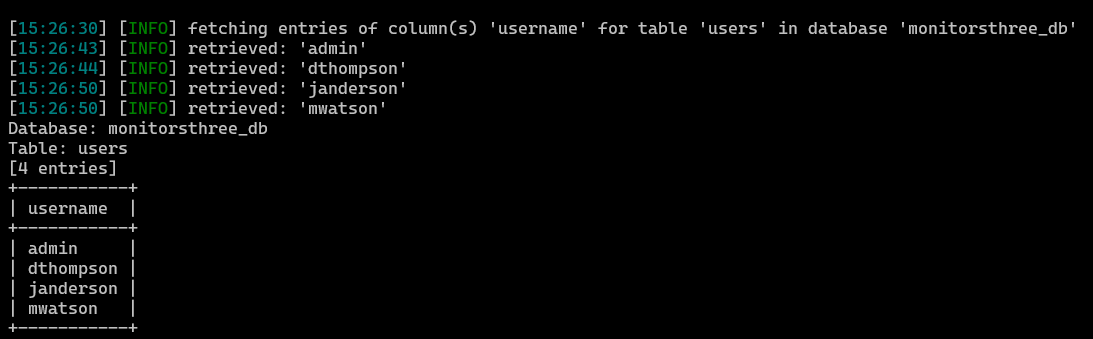 [15:26:30] [INFO] fetching entries of column(s) 'username' for table 'users' in database 'monitorsthree_db'
[15:26:43] [INFO] retrieved: 'admin'
[15:26:44] [INFO] retrieved: 'dthompson'
[15:26:50] [INFO] retrieved: 'janderson'
[15:26:50] [INFO] retrieved: 'mwatson'
Database: monitorsthree_db
Table: users
[4 entries]
+-----------+
| username  |
+-----------+
| admin     |
| dthompson |
| janderson |
| mwatson   |
+-----------+